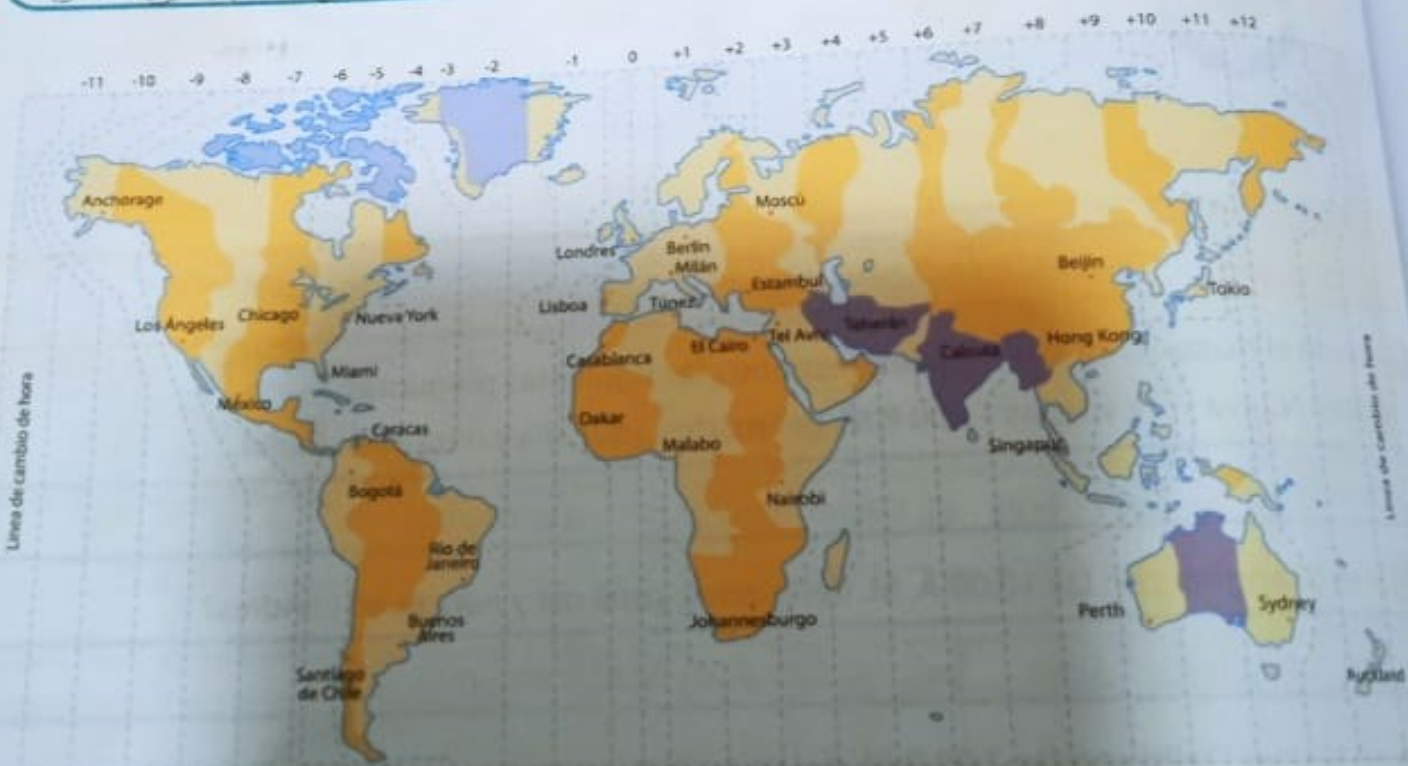 -11 -10 -9 -8 -7 -6 -5 -4 -3 -2 -1 0 +1 +2 +3 +4 +5 +6 +7 +8 +9 +10 +11 +12
Anchorage
Moscú
Londres
Berlín
Milán
Beijin
Estambul
Tokio
Lisboa
Túnez
Los Ángeles
Chicago
Nueva York
Teherán
Tel Aviv
El Cairo
Hong Kong
Calcuta
Casablanca
Miami
México
Dakar
Caracas
Malabo
Singapur
Bogotá
Nairobi
Río de
Janeiro
Perth
Sydney
Buenos
Aires
Johannesburgo
Santiago
de Chile
Auckland
Línea de cambio de hora
Línea de cambio de hora